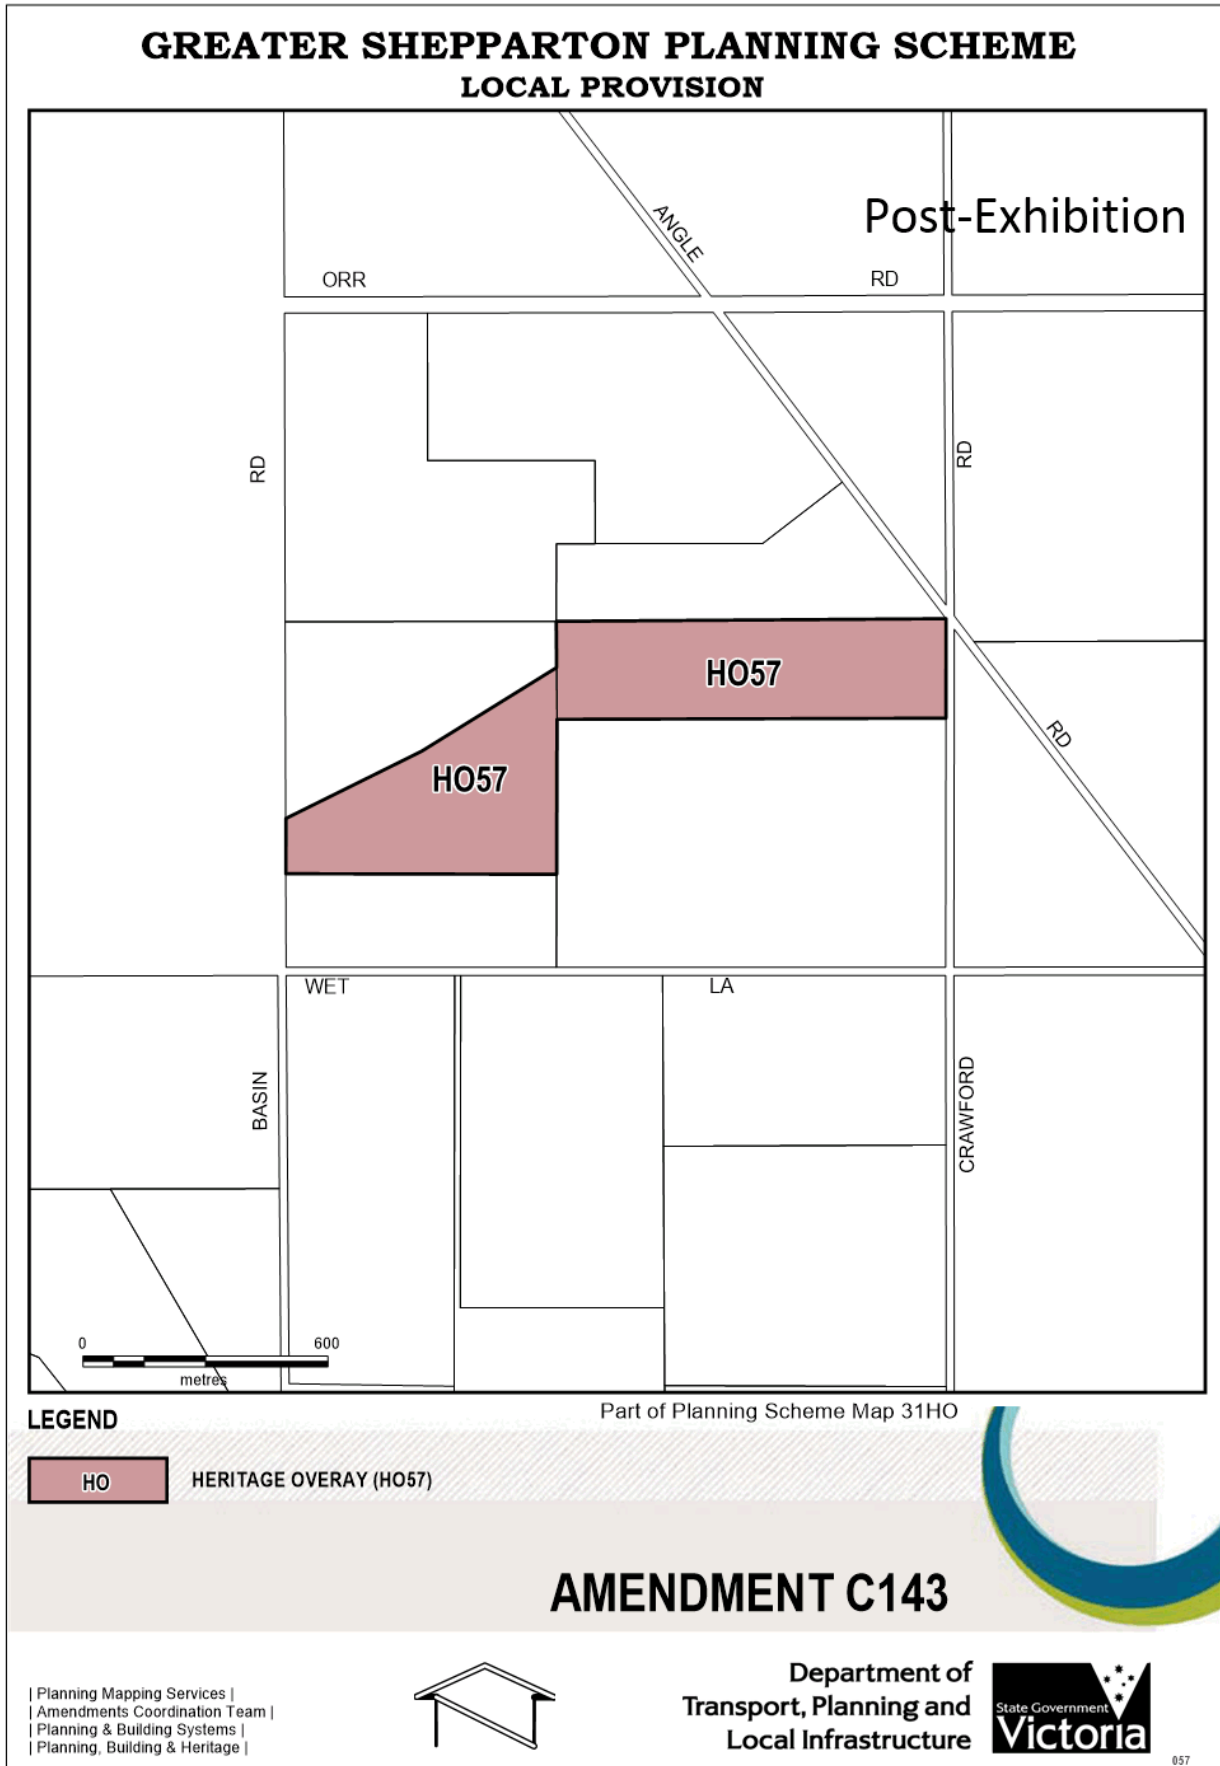 GREATER SHEPPARTON PLANNING SCHEME
LOCAL PROVISION
Post-Exhibition
ANGLE
ORR
RD
RD
RD
HO57
HO57
RD
WET
LA
BASIN
CRAWFORD
0
600
metres
Part of Planning Scheme Map 31HO
LEGEND
HO
HERITAGE OVERAY (HO57)
AMENDMENT C143
| Planning Mapping Services |
| Amendments Coordination Team |
| Planning & Building Systems |
| Planning, Building & Heritage |
Department of
Transport, Planning and
Local Infrastructure
State Government
Victoria
057